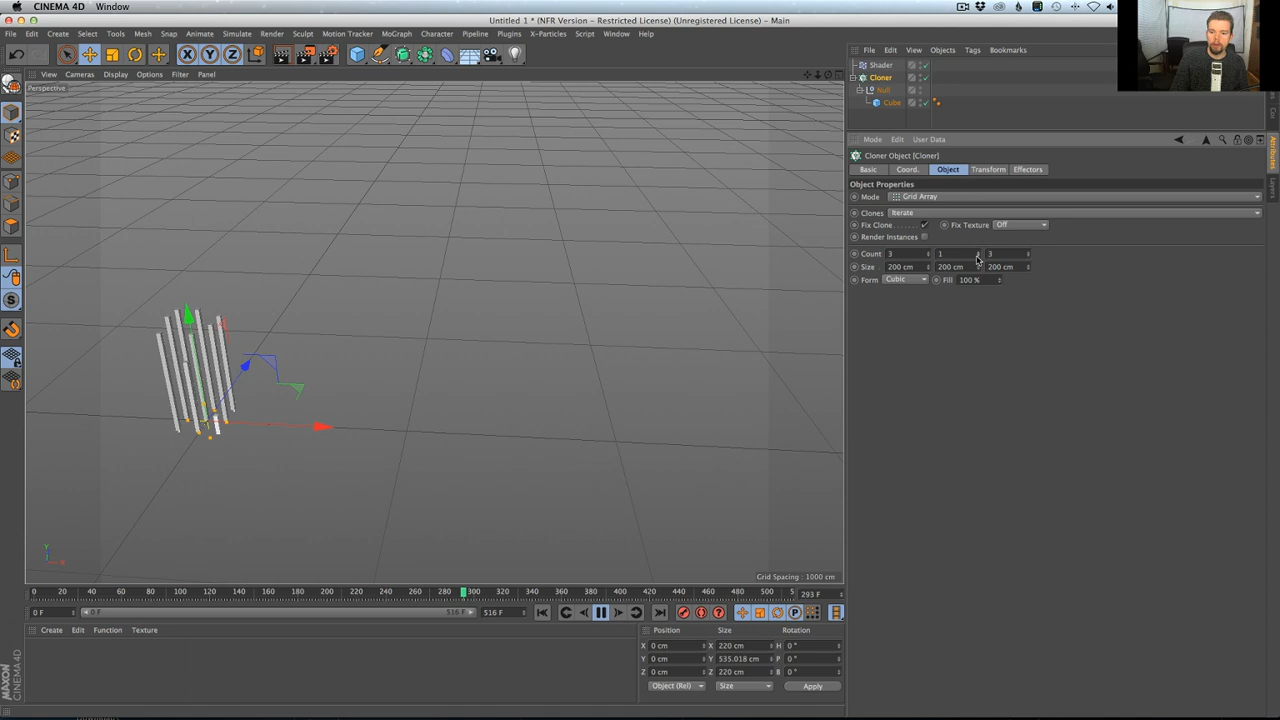 CINEMA 4D Window
Untitled 1 * (NFR Version - Restricted License) (Unregistered License) - Main
File Edit Create Select Tools Mesh Snap Animate Simulate Render Sculpt Motion Tracker MoGraph Character Pipeline Plugins X-Particles Script Window Help
File Edit View Objects Tags Bookmarks
Shader
Cloner
Null
Cube
View Cameras Display Options Filter Panel
Perspective
Mode Edit User Data
Cloner Object [Cloner]
Basic Coord. Object Transform Effectors
Object Properties
Mode Grid Array
Clones Iterate
Fix Clone Fix Texture Off
Render Instances
Count 3 1 3
Size 200 cm 200 cm 200 cm
Form Cubic Fill 100 %
Attributes
Layers
X Y Z
S
P
Y
X
Grid Spacing : 1000 cm
0 20 40 60 80 100 120 140 160 180 200 220 240 260 280 300 320 340 360 380 400 420 440 460 480 500 5
293 F
0 F 0 F 516 F 516 F
Create Edit Function Texture
Position Size Rotation
X 0 cm X 220 cm H 0 °
Y 0 cm Y 535.018 cm P 0 °
Z 0 cm Z 220 cm B 0 °
Object (Rel) Size Apply
MAXON
CINEMA 4D